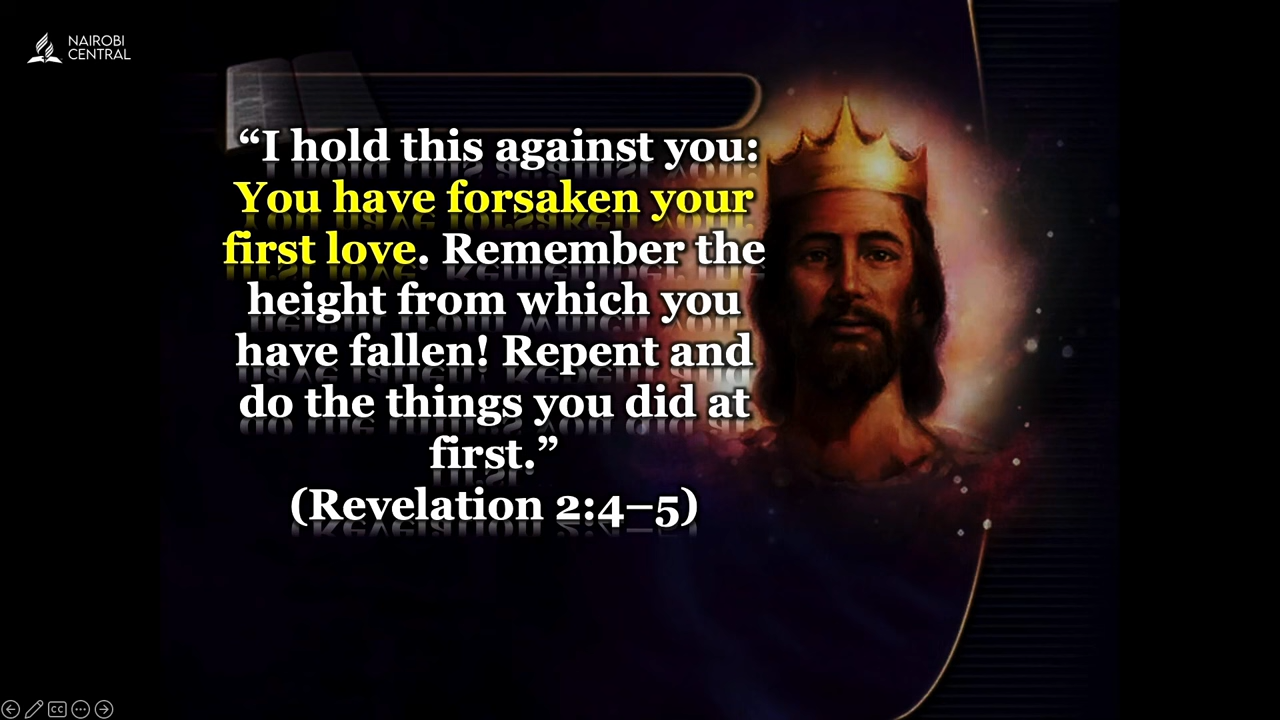 NAIROBI
CENTRAL
“I hold this against you:
You have forsaken your
first love. Remember the
height from which you
have fallen! Repent and
do the things you did at
first.”
(Revelation 2:4–5)
CC